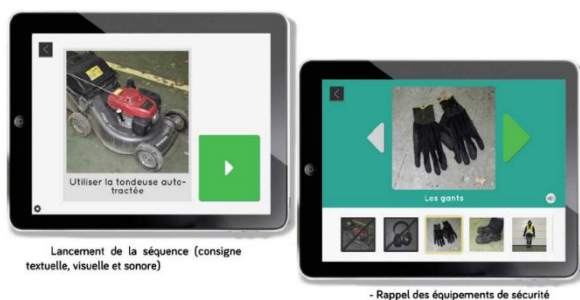 Utiliser la tondeuse auto-
tractée
Les gants
Lancement de la séquence (consigne
textuelle, visuelle et sonore)
- Rappel des équipements de sécurité